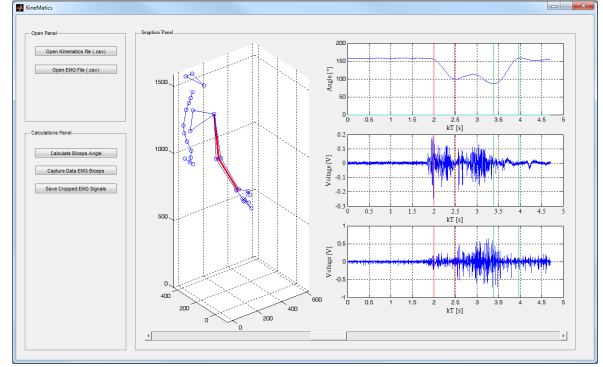 KineMatics
Open Panel
Open Kinematics file (.csv)
Open EMG File (.csv)
Calculations Panel
Calculate Biceps Angle
Capture Data EMG Biceps
Save Cropped EMG Signals
Graphics Panel
1500
1000
500
0
400
200
0
0
200
400
600
Angle [°]
200
150
100
50
0
0 0.5 1 1.5 2 2.5 3 3.5 4 4.5 5
kT [s]
Voltage [V]
0.2
0.1
0
-0.1
-0.2
-0.3
0 0.5 1 1.5 2 2.5 3 3.5 4 4.5 5
kT [s]
Voltage [V]
1
0.5
0
-0.5
-1
0 0.5 1 1.5 2 2.5 3 3.5 4 4.5 5
kT [s]